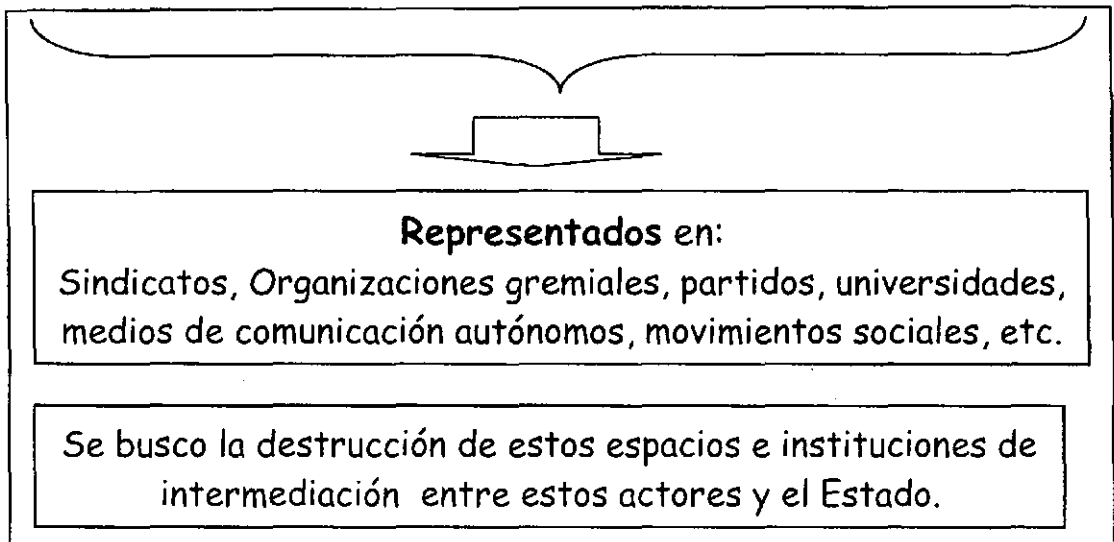 Representados en:
Sindicatos, Organizaciones gremiales, partidos, universidades,
medios de comunicación autónomos, movimientos sociales, etc.
Se busco la destrucción de estos espacios e instituciones de
intermediación entre estos actores y el Estado.